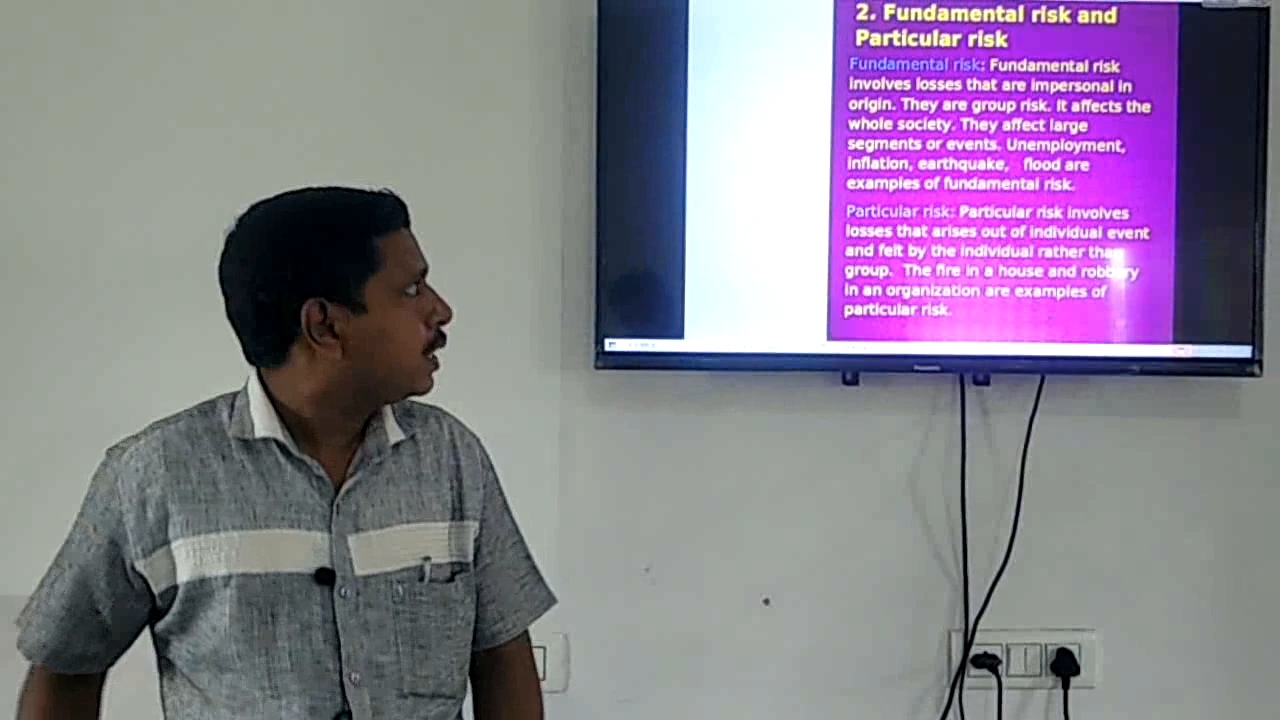 2. Fundamental risk and
Particular risk
Fundamental risk: Fundamental risk
involves losses that are impersonal in
origin. They are group risk. It affects the
whole society. They affect large
segments or events. Unemployment,
inflation, earthquake, flood are
examples of fundamental risk.
Particular risk: Particular risk involves
losses that arises out of individual event
and felt by the individual rather than
group. The fire in a house and robbery
in an organization are examples of
particular risk.
Panasonic